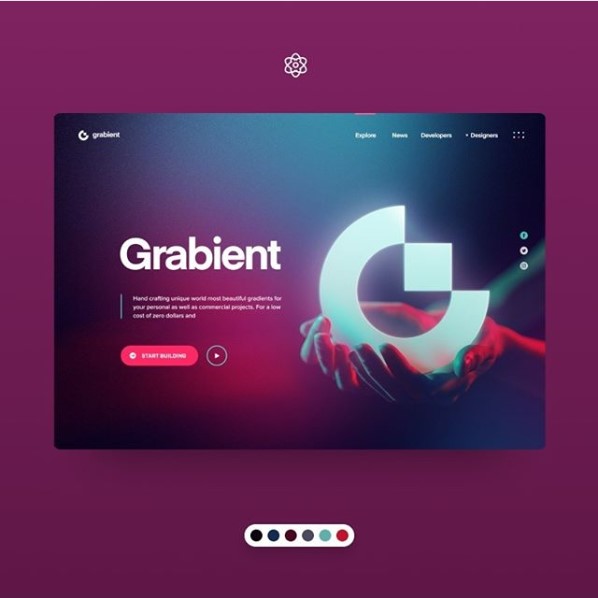 grabient
Explore News Developers Designers
Grabient
Hand crafting unique world most beautiful gradients for
your personal as well as commercial projects. For a low
cost of zero dollars and
START BUILDING